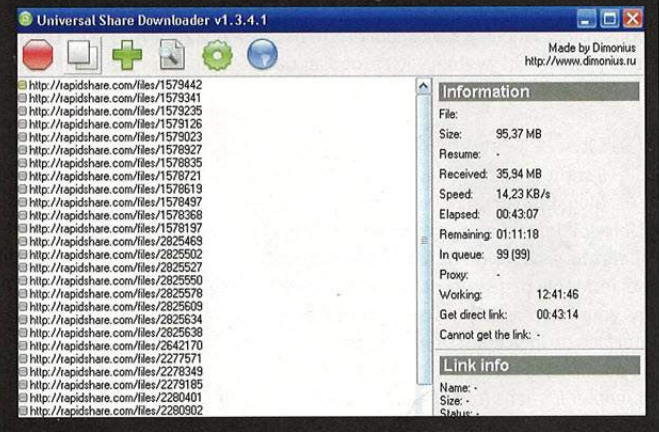 Universal Share Downloader v1.3.4.1
Made by Dimonius
http://www.dimonius.ru
http://rapidshare.com/files/1579442
http://rapidshare.com/files/1579341
http://rapidshare.com/files/1579235
http://rapidshare.com/files/1579126
http://rapidshare.com/files/1579023
http://rapidshare.com/files/1578927
http://rapidshare.com/files/1578835
http://rapidshare.com/files/1578721
http://rapidshare.com/files/1578619
http://rapidshare.com/files/1578497
http://rapidshare.com/files/1578368
http://rapidshare.com/files/1578197
http://rapidshare.com/files/2825469
http://rapidshare.com/files/2825502
http://rapidshare.com/files/2825527
http://rapidshare.com/files/2825550
http://rapidshare.com/files/2825578
http://rapidshare.com/files/2825609
http://rapidshare.com/files/2825634
http://rapidshare.com/files/2825638
http://rapidshare.com/files/2642170
http://rapidshare.com/files/2277571
http://rapidshare.com/files/2278349
http://rapidshare.com/files/2279185
http://rapidshare.com/files/2280401
http://rapidshare.com/files/2280902
Information
File:
Size: 95,37 MB
Resume: -
Received: 35,94 MB
Speed: 14,23 KB/s
Elapsed: 00:43:07
Remaining: 01:11:18
In queue: 99 (99)
Proxy: -
Working: 12:41:46
Get direct link: 00:43:14
Cannot get the link: -
Link info
Name: -
Size: -
Status: -